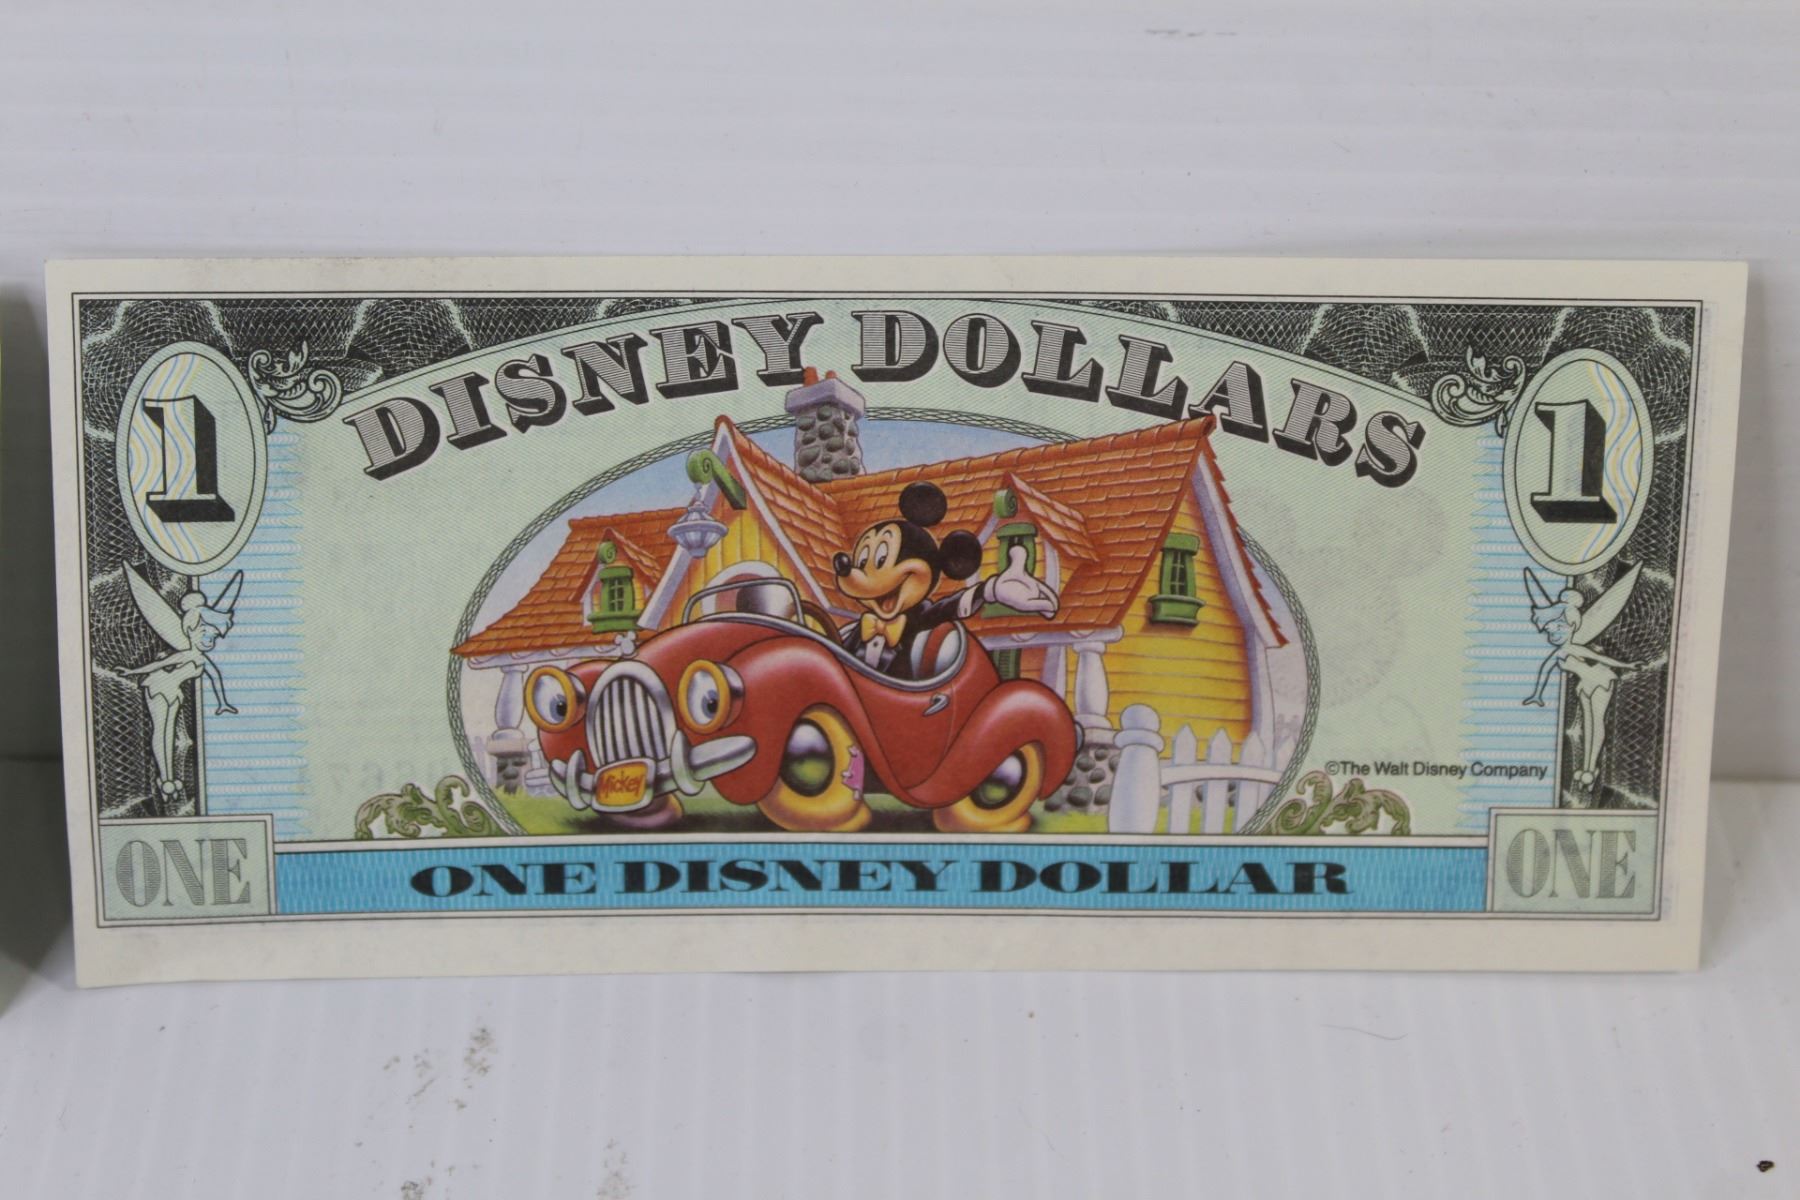 DISNEY DOLLARS
1 1
Mickey
©The Walt Disney Company
ONE ONE DISNEY DOLLAR ONE